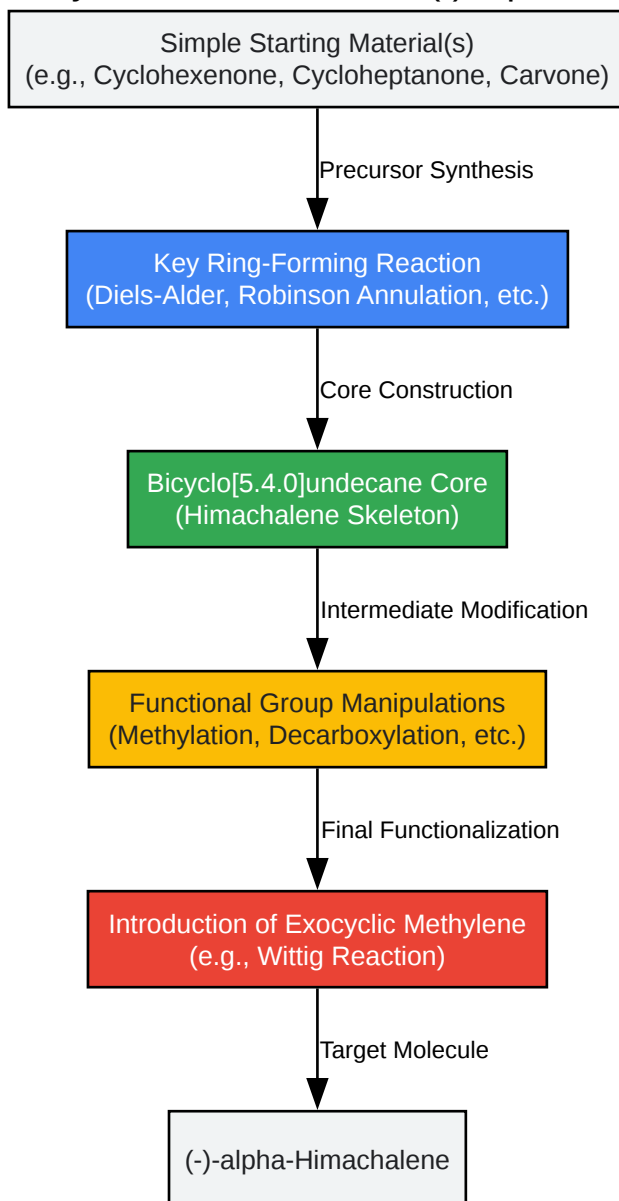 Simple Starting Material(s)
(e.g., Cyclohexenone, Cycloheptanone, Carvone)
Precursor Synthesis
Key Ring-Forming Reaction
(Diels-Alder, Robinson Annulation, etc.)
Core Construction
Bicyclo[5.4.0]undecane Core
(Himachalene Skeleton)
Intermediate Modification
Functional Group Manipulations
(Methylation, Decarboxylation, etc.)
Final Functionalization
Introduction of Exocyclic Methylene
(e.g., Wittig Reaction)
Target Molecule
(-)-alpha-Himachalene